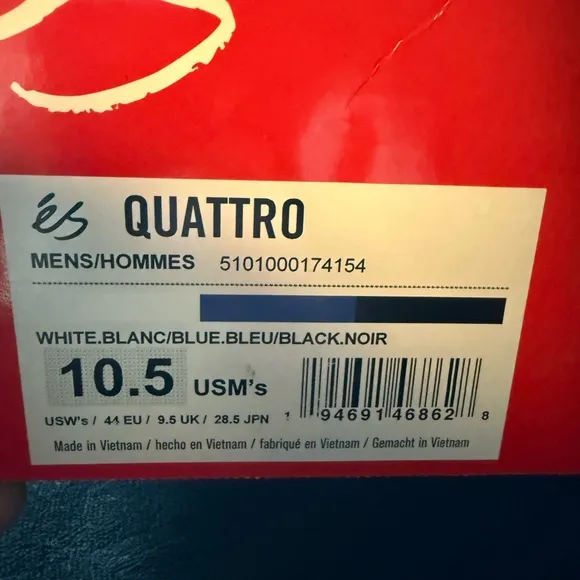 és QUATTRO
MENS/HOMMES 5101000174154
WHITE.BLANC/BLUE.BLEU/BLACK.NOIR
10.5 USM's
USW's / 44 EU / 9.5 UK / 28.5 JPN
1 94691 46862 8
Made in Vietnam / hecho en Vietnam / fabriqué en Vietnam / Gemacht in Vietnam